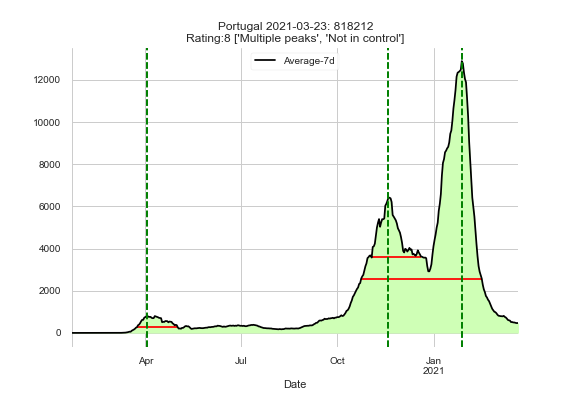 Portugal 2021-03-23: 818212
Rating:8 ['Multiple peaks', 'Not in control']
Average-7d
12000
10000
8000
6000
4000
2000
0
Apr Jul Oct Jan
2021
Date